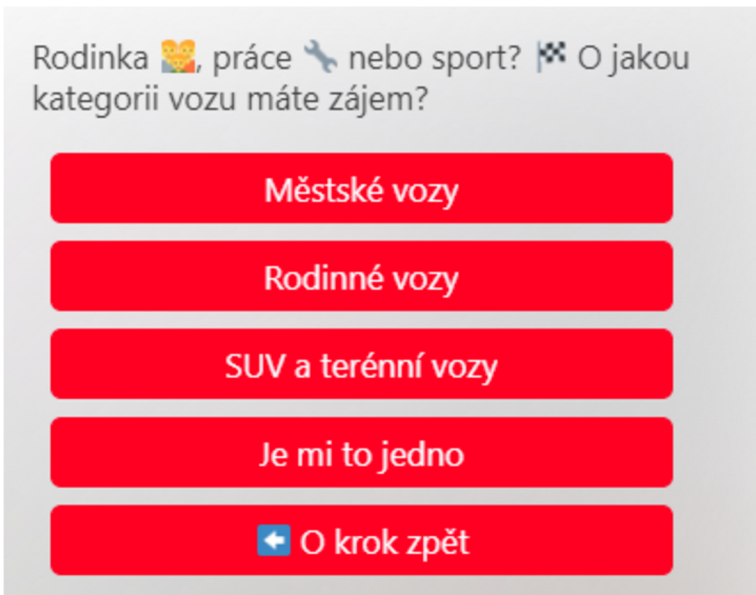 Rodinka 👨‍👩‍👧, práce 🔧 nebo sport? 🏁 O jakou
kategorii vozu máte zájem?
Městské vozy
Rodinné vozy
SUV a terénní vozy
Je mi to jedno
⬅️ O krok zpět